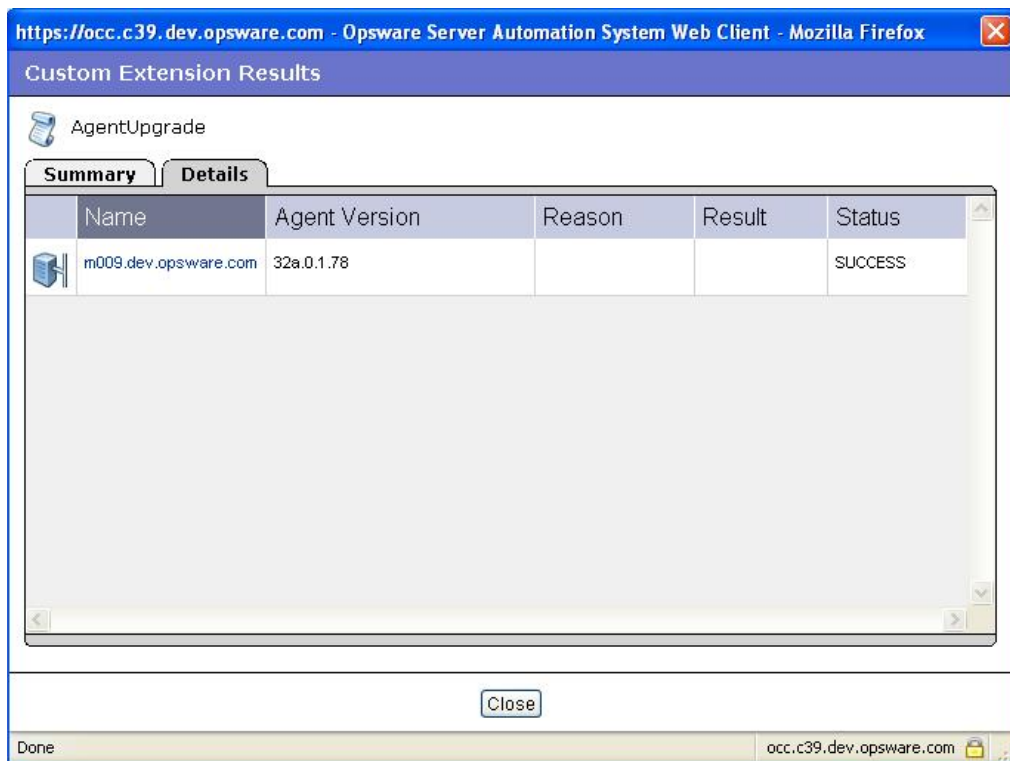 https://occ.c39.dev.opsware.com - Opsware Server Automation System Web Client - Mozilla Firefox
Custom Extension Results
AgentUpgrade
Summary Details
Name Agent Version Reason Result Status
m009.dev.opsware.com 32a.0.1.78 SUCCESS
Close
Done occ.c39.dev.opsware.com